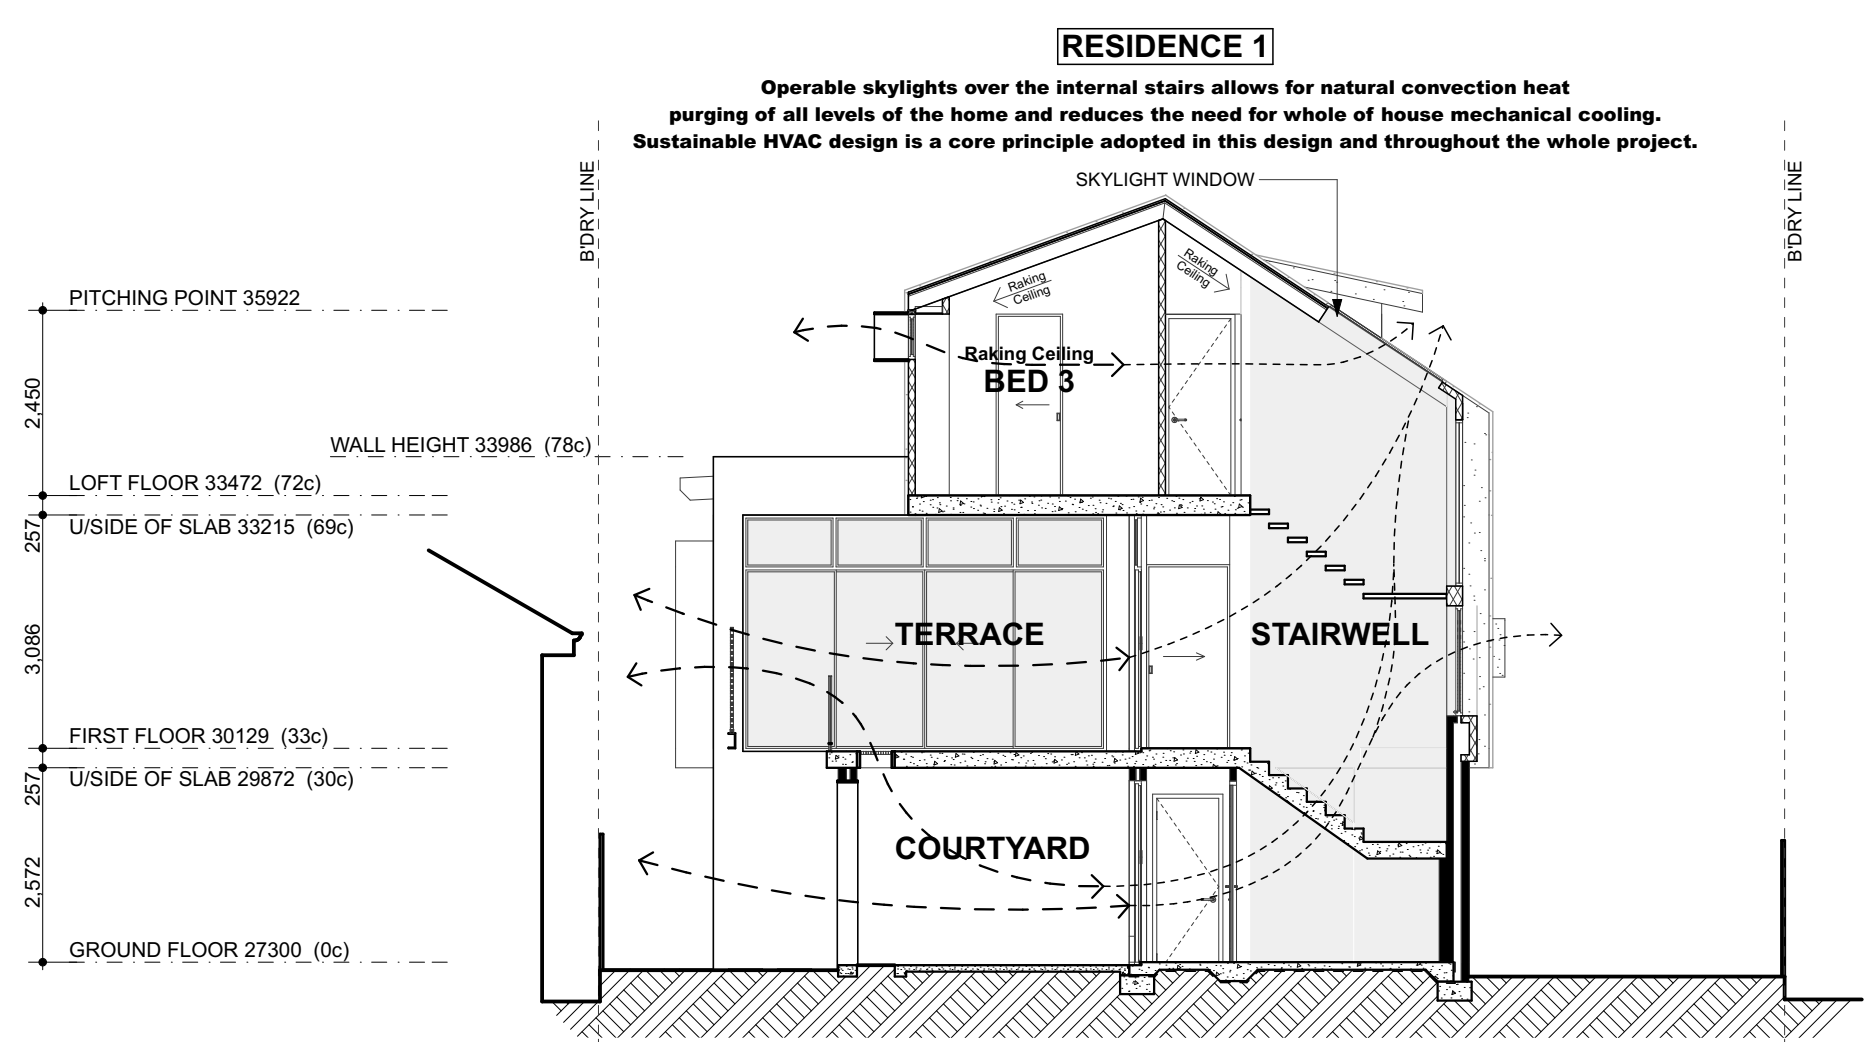 RESIDENCE 1
Operable skylights over the internal stairs allows for natural convection heat
purging of all levels of the home and reduces the need for whole of house mechanical cooling.
Sustainable HVAC design is a core principle adopted in this design and throughout the whole project.
SKYLIGHT WINDOW
B'DRY LINE
B'DRY LINE
Raking
Ceiling
Raking
Ceiling
PITCHING POINT 35922
Raking Ceiling
BED 3
2,450
WALL HEIGHT 33986 (78c)
LOFT FLOOR 33472 (72c)
257
U/SIDE OF SLAB 33215 (69c)
3,086
TERRACE
STAIRWELL
FIRST FLOOR 30129 (33c)
257
U/SIDE OF SLAB 29872 (30c)
COURTYARD
2,572
GROUND FLOOR 27300 (0c)